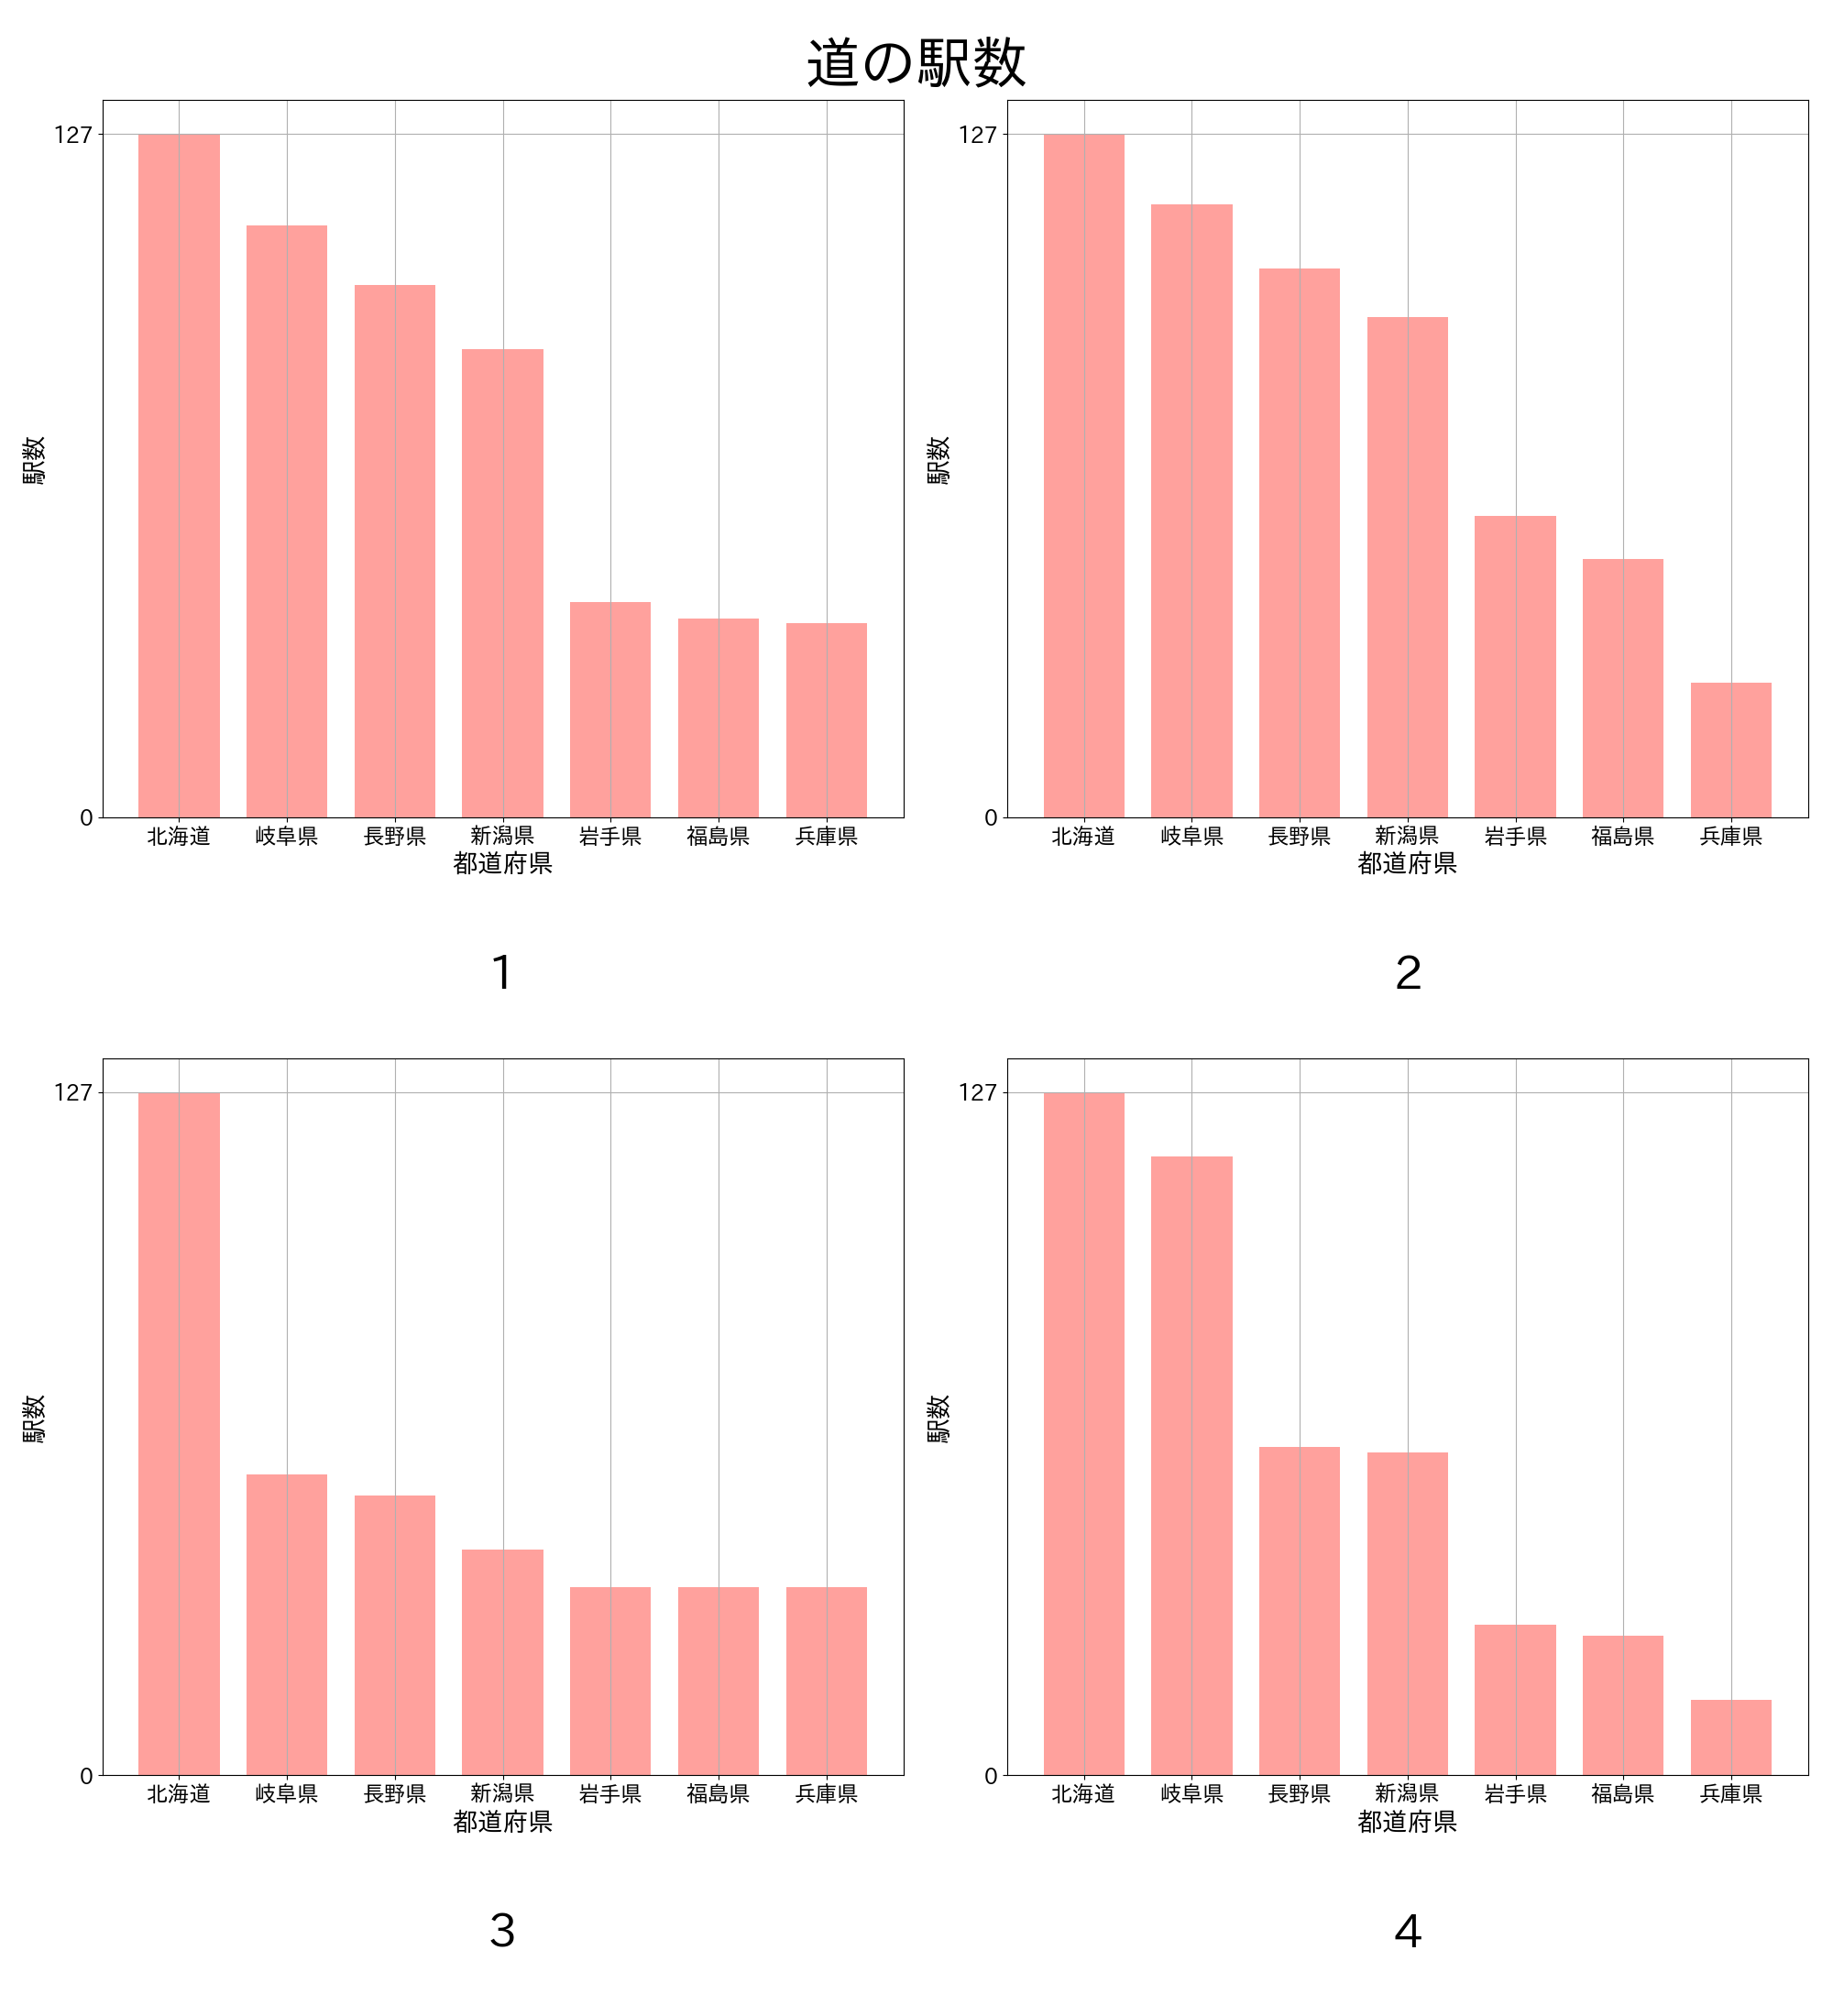 道の駅数
127
0
駅数
北海道 岐阜県 長野県 新潟県 岩手県 福島県 兵庫県
都道府県
1
127
0
駅数
北海道 岐阜県 長野県 新潟県 岩手県 福島県 兵庫県
都道府県
2
127
0
駅数
北海道 岐阜県 長野県 新潟県 岩手県 福島県 兵庫県
都道府県
3
127
0
駅数
北海道 岐阜県 長野県 新潟県 岩手県 福島県 兵庫県
都道府県
4